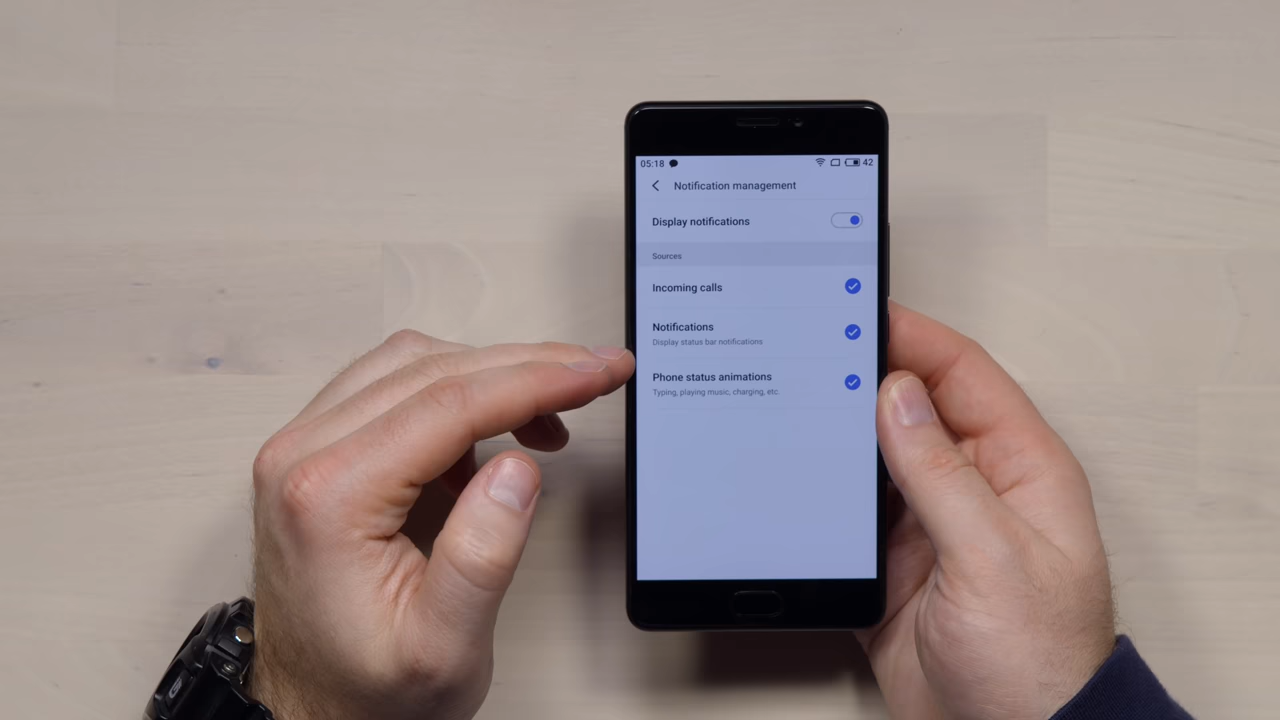 05:18 42
Notification management
Display notifications
Sources
Incoming calls
Notifications
Display status bar notifications
Phone status animations
Typing, playing music, charging, etc.